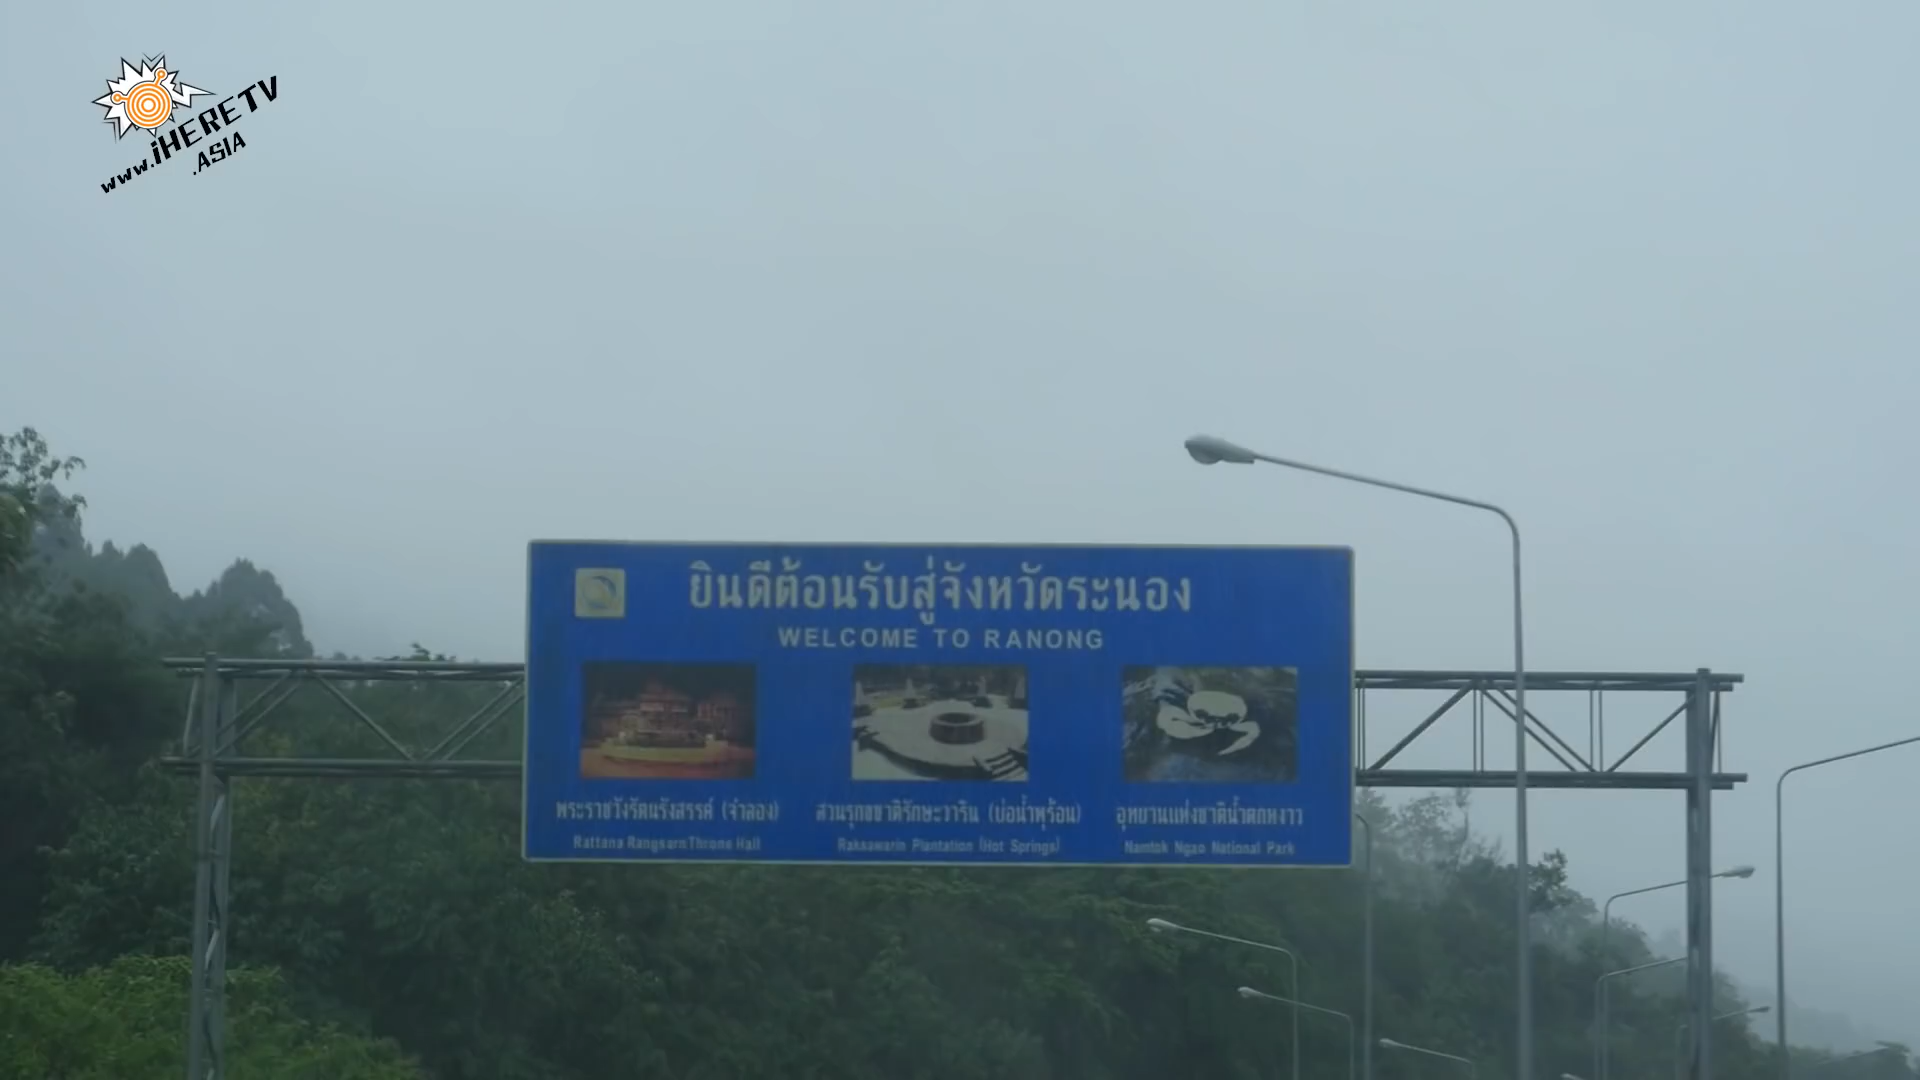 www.iHERETV
.ASIA
ยินดีต้อนรับสู่จังหวัดระนอง
WELCOME TO RANONG
พระราชวังรัตนรังสรรค์ (จำลอง)
สวนรุกขชาติรักษะวาริน (บ่อน้ำพุร้อน)
อุทยานแห่งชาติน้ำตกหงาว
Rattana Rangsarn Throne Hall
Raksawarin Plantation (Hot Springs)
Namtok Ngao National Park